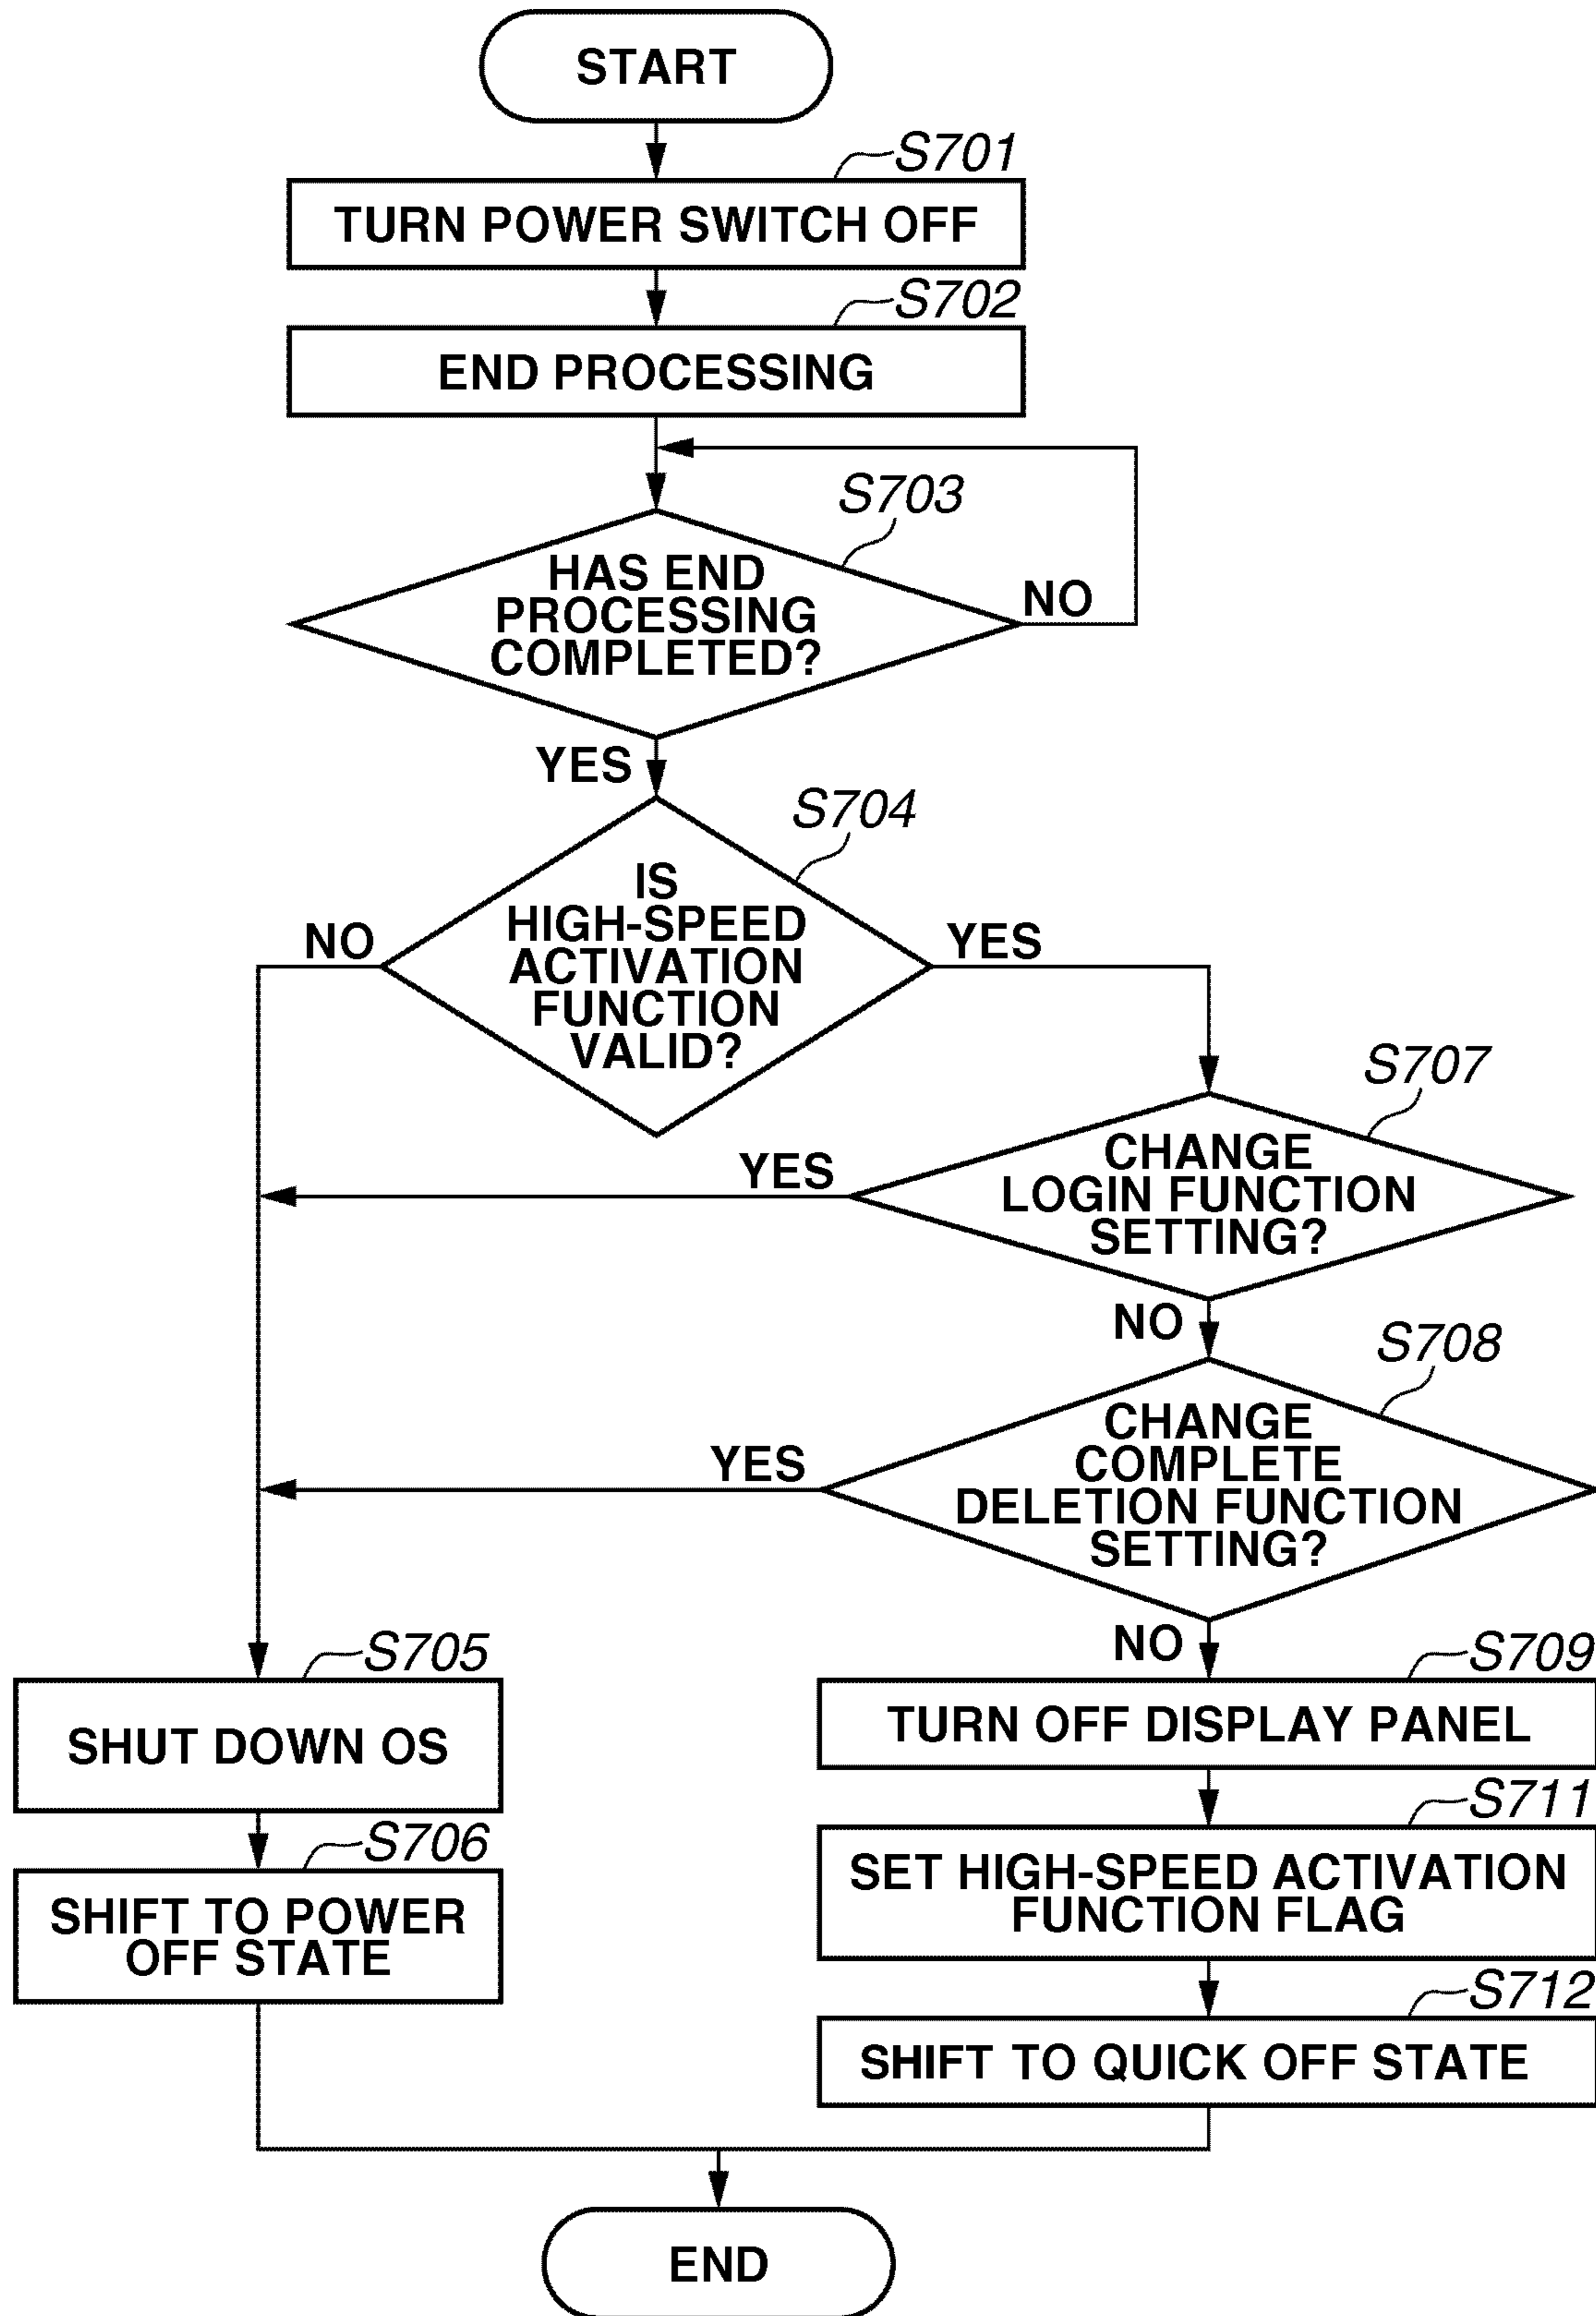 START
S701
TURN POWER SWITCH OFF
S702
END PROCESSING
S703
HAS END
PROCESSING
COMPLETED?
NO
YES
S704
IS
HIGH-SPEED
ACTIVATION
FUNCTION
VALID?
NO
YES
S707
CHANGE
LOGIN FUNCTION
SETTING?
YES
NO
S708
CHANGE
COMPLETE
DELETION FUNCTION
SETTING?
YES
NO
S705
SHUT DOWN OS
S706
SHIFT TO POWER
OFF STATE
S709
TURN OFF DISPLAY PANEL
S711
SET HIGH-SPEED ACTIVATION
FUNCTION FLAG
S712
SHIFT TO QUICK OFF STATE
END